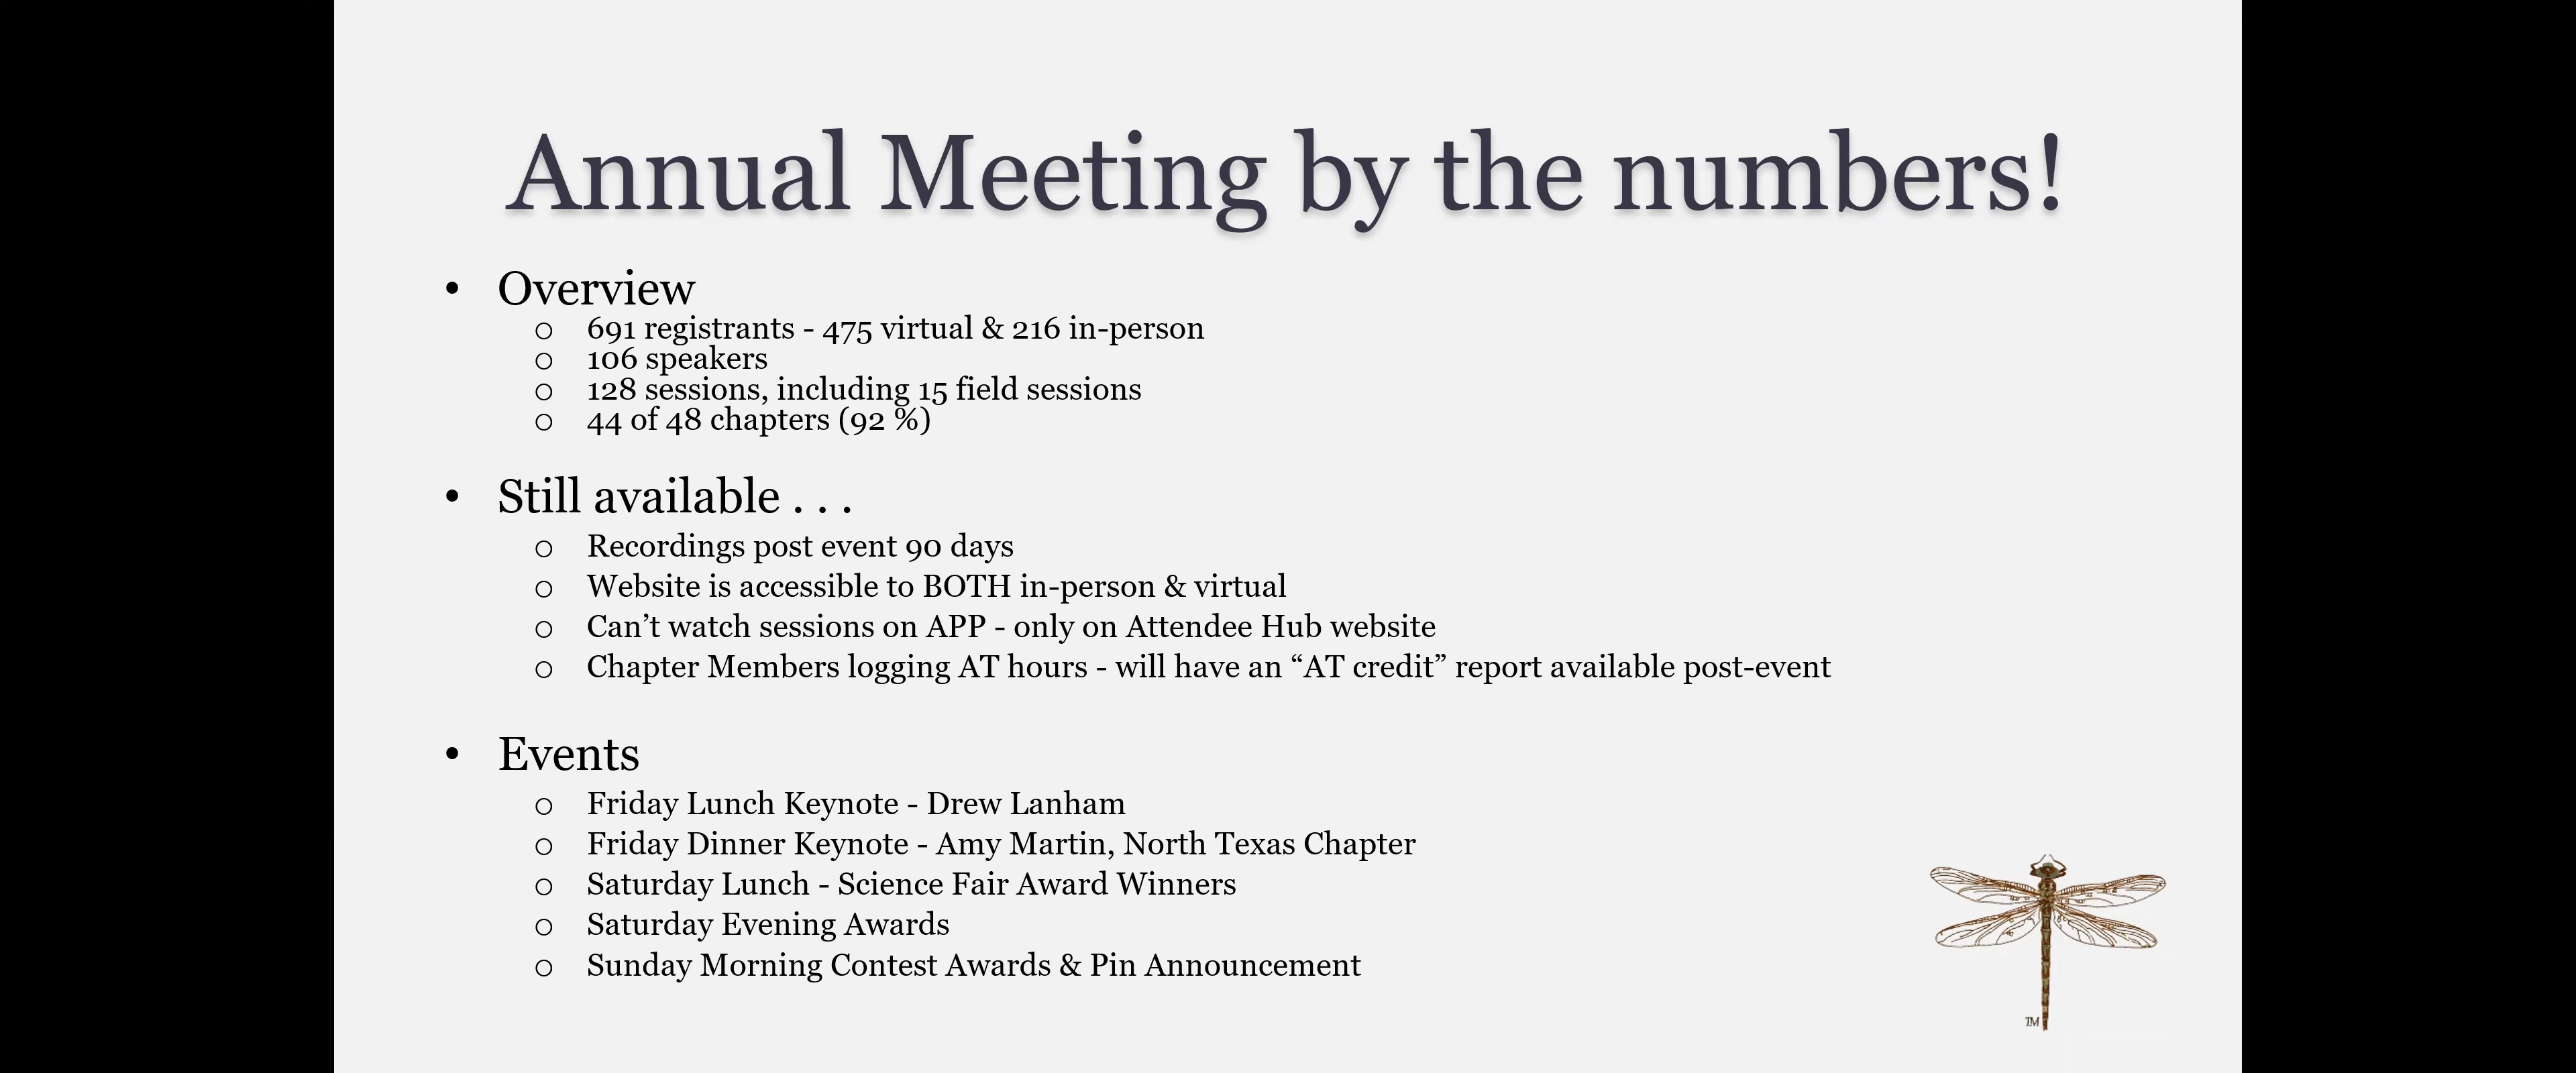 Annual Meeting by the numbers!
• Overview
o 691 registrants - 475 virtual & 216 in-person
o 106 speakers
o 128 sessions, including 15 field sessions
o 44 of 48 chapters (92 %)
• Still available . . .
o Recordings post event 90 days
o Website is accessible to BOTH in-person & virtual
o Can’t watch sessions on APP - only on Attendee Hub website
o Chapter Members logging AT hours - will have an “AT credit” report available post-event
• Events
o Friday Lunch Keynote - Drew Lanham
o Friday Dinner Keynote - Amy Martin, North Texas Chapter
o Saturday Lunch - Science Fair Award Winners
o Saturday Evening Awards
o Sunday Morning Contest Awards & Pin Announcement
TM